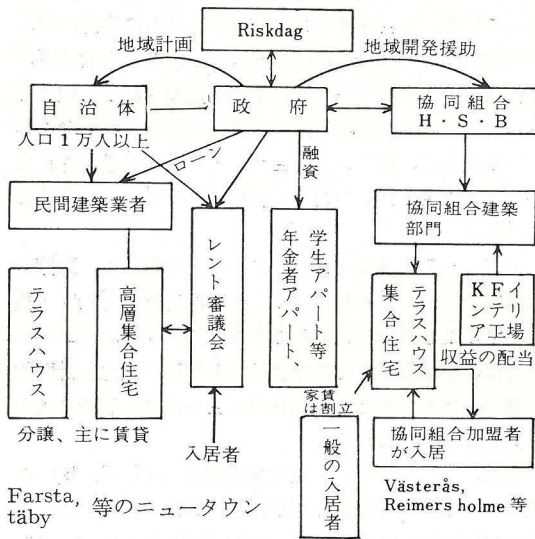 Riskdag
地域計画
地域開発援助
自治体
政府
協同組合
H・S・B
人口1万人以上
ローン
融資
民間建築業者
協同組合建築
部門
テラスハウス
高層集合住宅
レント審議会
学生アパート等
年金者アパート、
テラスハウス
集合住宅
KFイ
ンテリ
ア工場
収益の配当
分譲、主に賃貸
入居者
家賃
は割立
一般の入居者
協同組合加盟者
が入居
Farsta,
täby
等のニュータウン
Västerås,
Reimers holme 等